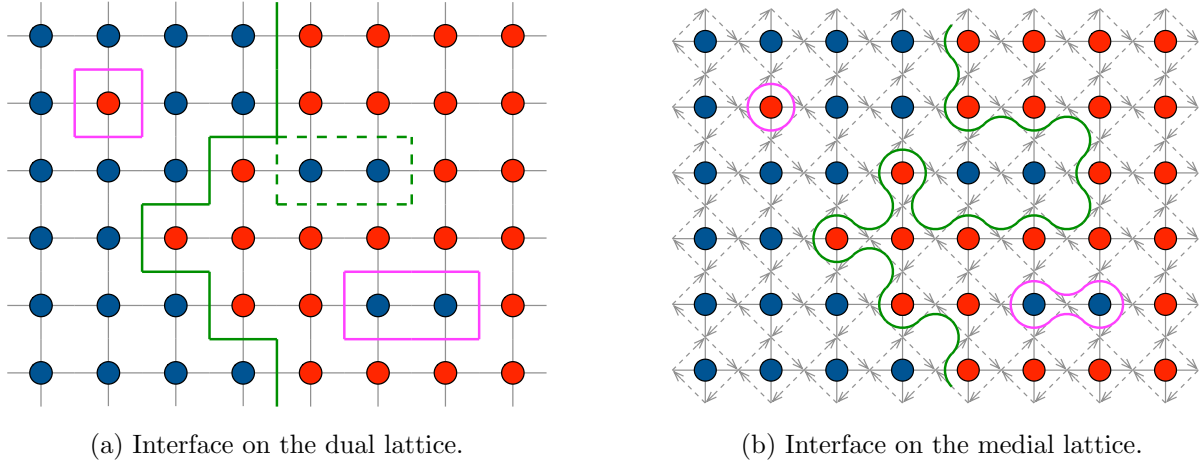 (a) Interface on the dual lattice.
(b) Interface on the medial lattice.